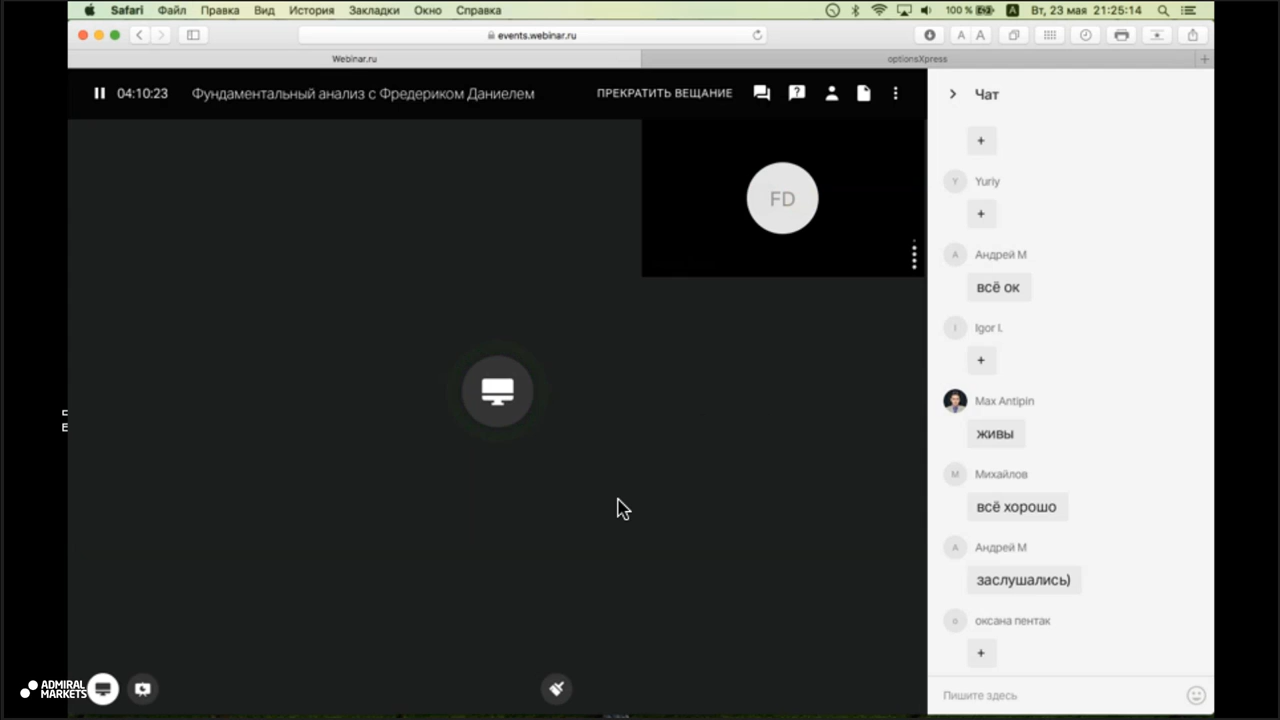 Safari Файл Правка Вид История Закладки Окно Справка
100 % A Вт, 23 мая 21:25:14
events.webinar.ru
A A
Webinar.ru
optionsXpress
04:10:23 Фундаментальный анализ с Фредериком Даниелем
ПРЕКРАТИТЬ ВЕЩАНИЕ
FD
Чат
+
Y Yuriy
+
А Андрей М
всё ок
I Igor I.
+
Max Antipin
живы
М Михайлов
всё хорошо
А Андрей М
заслушались)
о оксана пентак
+
Пишите здесь
ADMIRAL
MARKETS